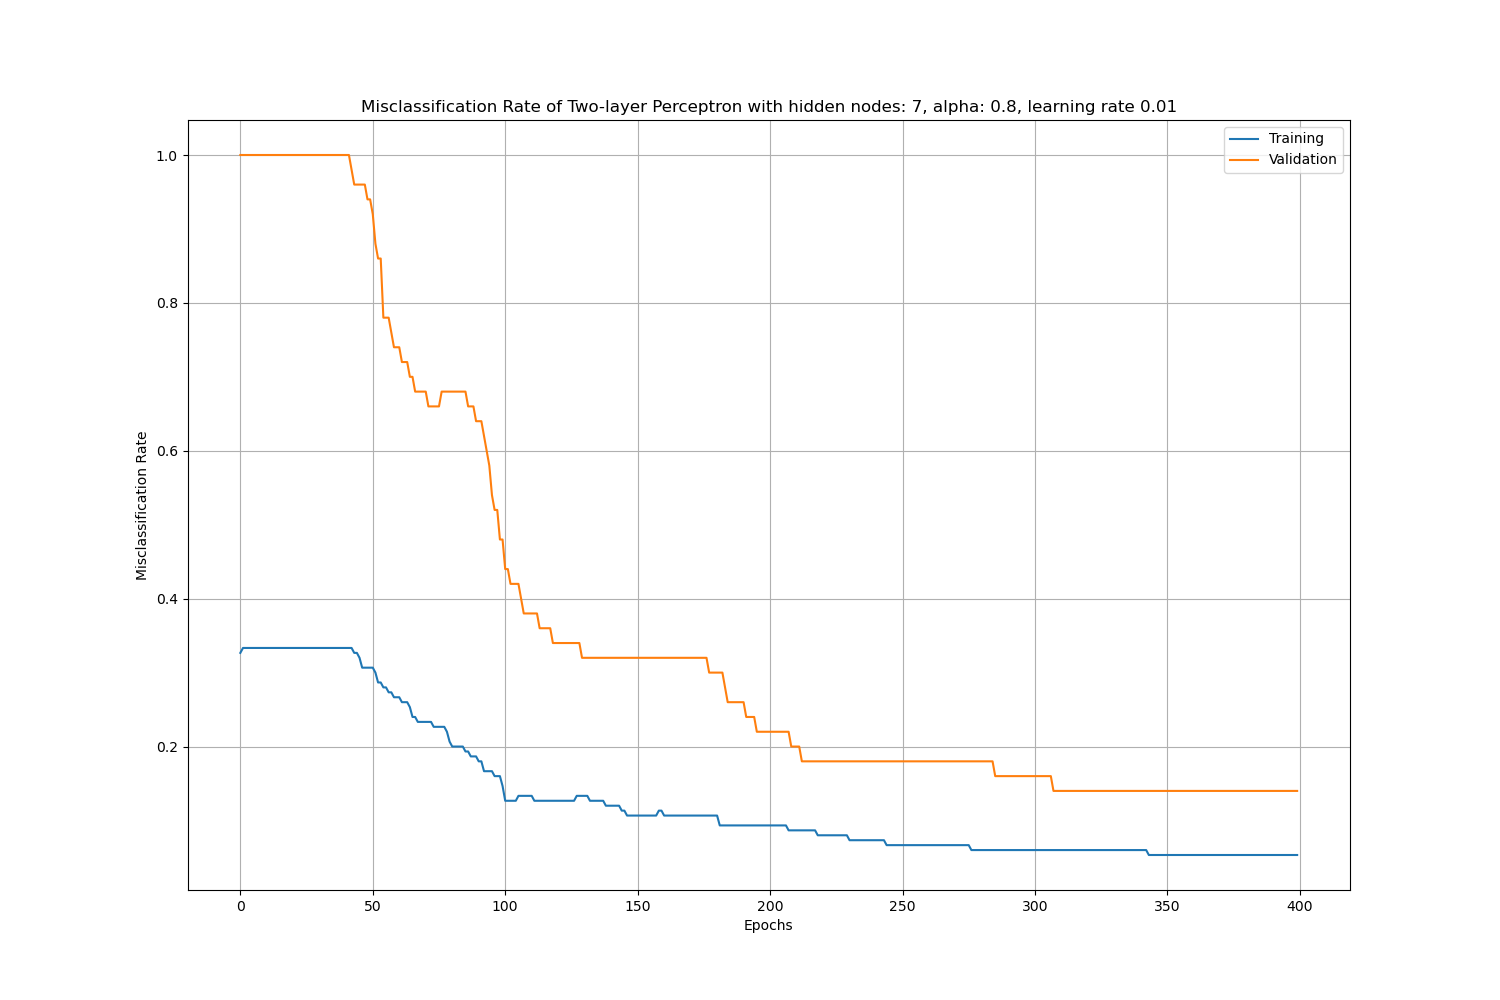 Misclassification Rate of Two-layer Perceptron with hidden nodes: 7, alpha: 0.8, learning rate 0.01
Training
Validation
1.0
0.8
0.6
0.4
0.2
Misclassification Rate
0 50 100 150 200 250 300 350 400
Epochs